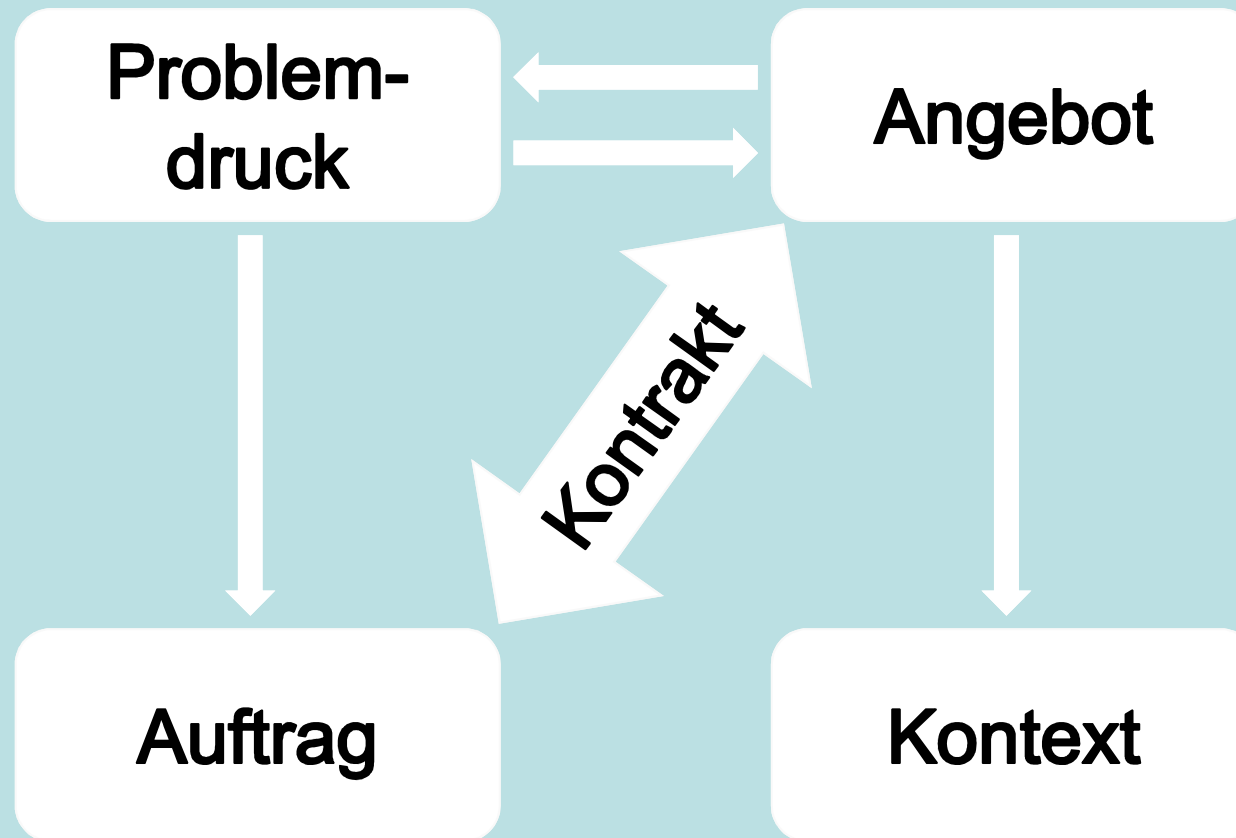 Problem-
druck
Angebot
Kontrakt
Auftrag
Kontext